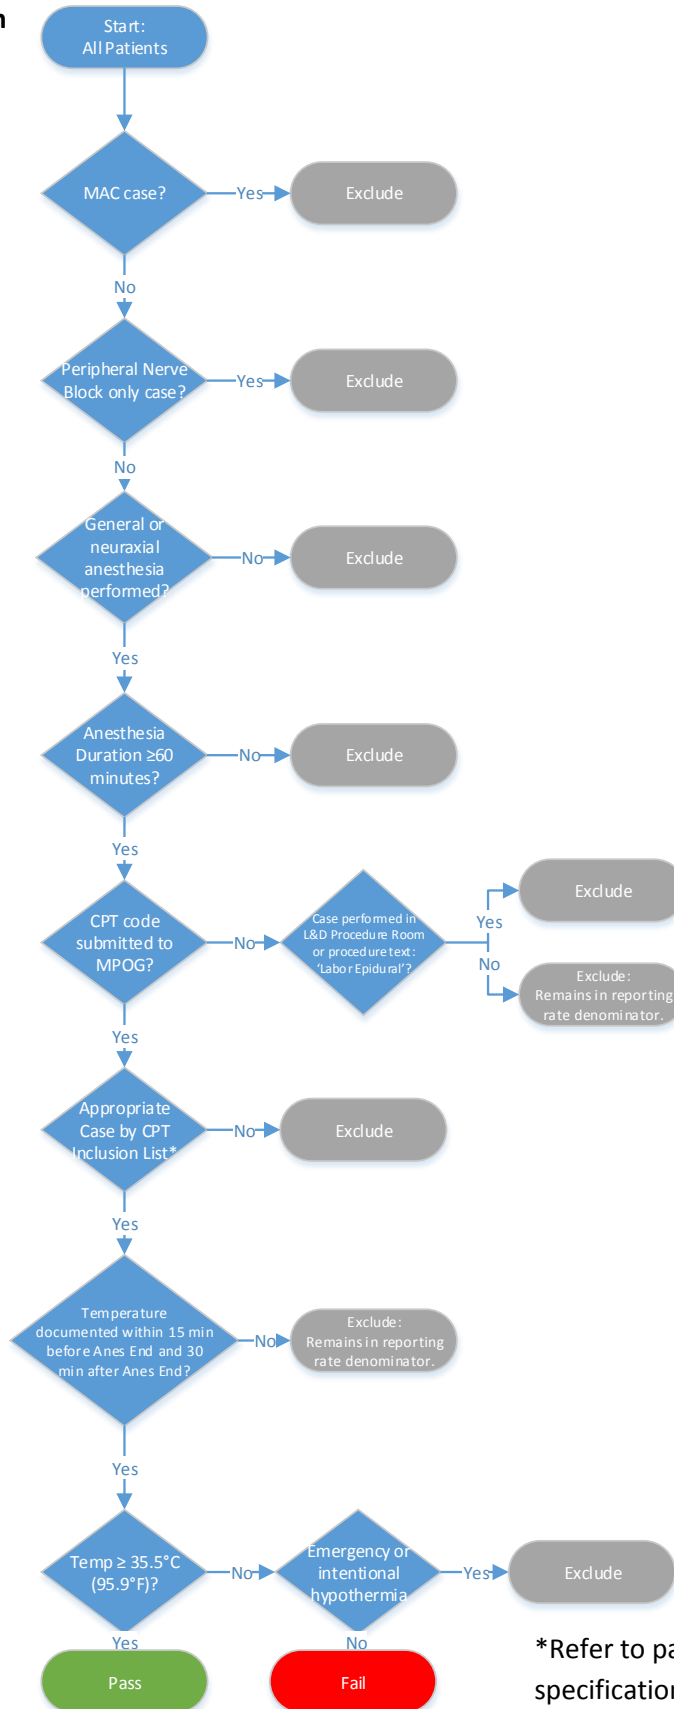 n
Start:
All Patients
MAC case?
Yes
Exclude
No
Peripheral Nerve
Block only case?
Yes
Exclude
No
General or
neuraxial
anesthesia
performed?
No
Exclude
Yes
Anesthesia
Duration ≥60
minutes?
No
Exclude
Yes
CPT code
submitted to
MPOG?
No
Case performed in
L&D Procedure Room
or procedure text:
‘Labor Epidural’?
Yes
Exclude
No
Exclude:
Remains in reporting
rate denominator.
Yes
Appropriate
Case by CPT
Inclusion List*
No
Exclude
Yes
Temperature
documented within 15 min
before Anes End and 30
min after Anes End?
No
Exclude:
Remains in reporting
rate denominator.
Yes
Temp ≥ 35.5°C
(95.9°F)?
No
Emergency or
intentional
hypothermia
Yes
Exclude
Yes
No
Pass
Fail
*Refer to pa
specification